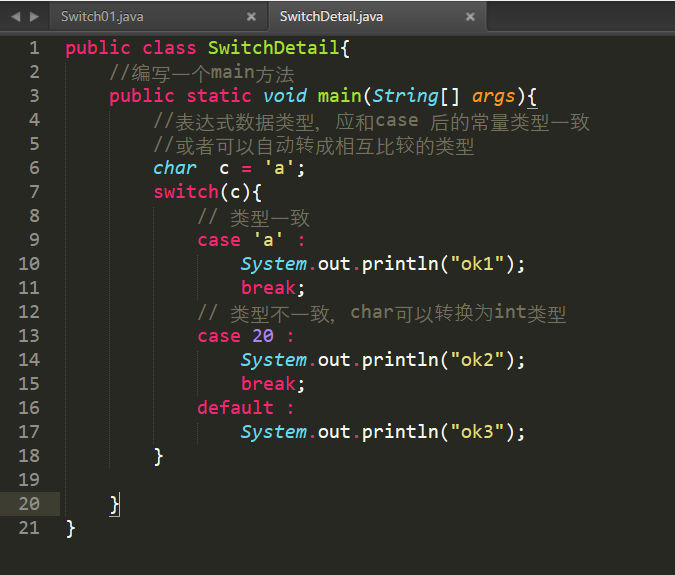 Switch01.java × SwitchDetail.java ×
1 public class SwitchDetail{
2 //编写一个main方法
3 public static void main(String[] args){
4 //表达式数据类型，应和case 后的常量类型一致
5 //或者可以自动转成相互比较的类型
6 char  c = 'a';
7 switch(c){
8 // 类型一致
9 case 'a' :
10 System.out.println("ok1");
11 break;
12 // 类型不一致，char可以转换为int类型
13 case 20 :
14 System.out.println("ok2");
15 break;
16 default :
17 System.out.println("ok3");
18 }
19
20 }
21 }